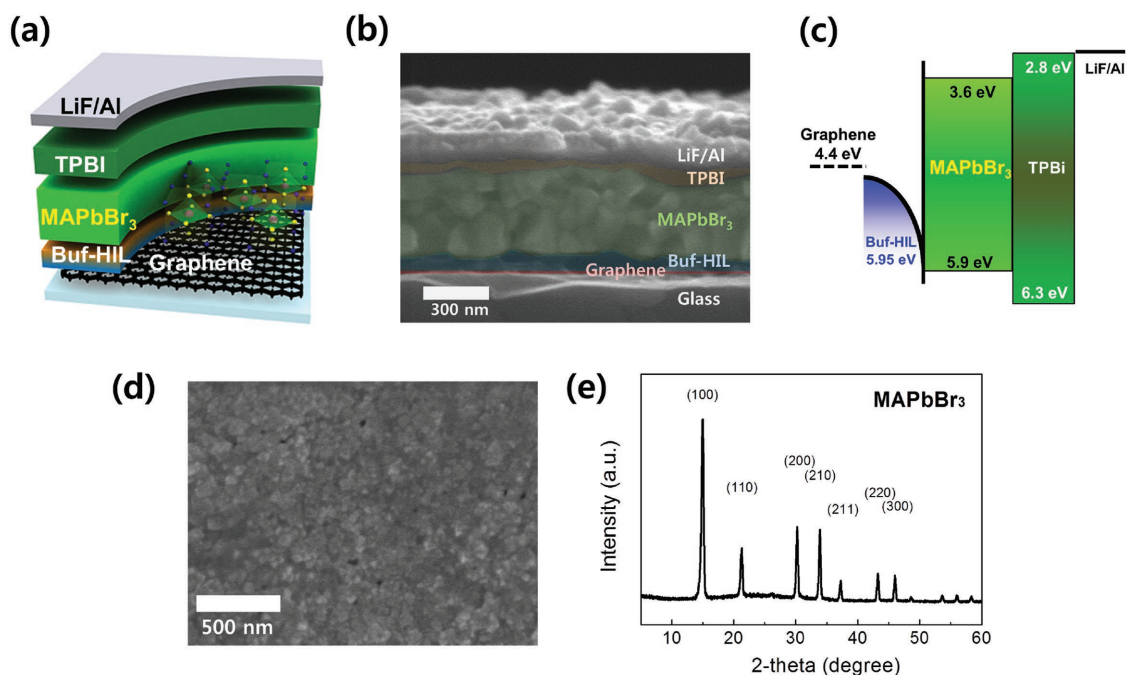 (a)
LiF/Al
TPBI
MAPbBr₃
Buf-HIL
Graphene
(b)
LiF/Al
TPBI
MAPbBr₃
Buf-HIL
Graphene
Glass
300 nm
(c)
2.8 eV
LiF/Al
3.6 eV
Graphene
4.4 eV
MAPbBr₃
TPBi
Buf-HIL
5.95 eV
5.9 eV
6.3 eV
(d)
500 nm
(e)
MAPbBr₃
(100)
(110)
(200)
(210)
(211)
(220)
(300)
Intensity (a.u.)
10 20 30 40 50 60
2-theta (degree)